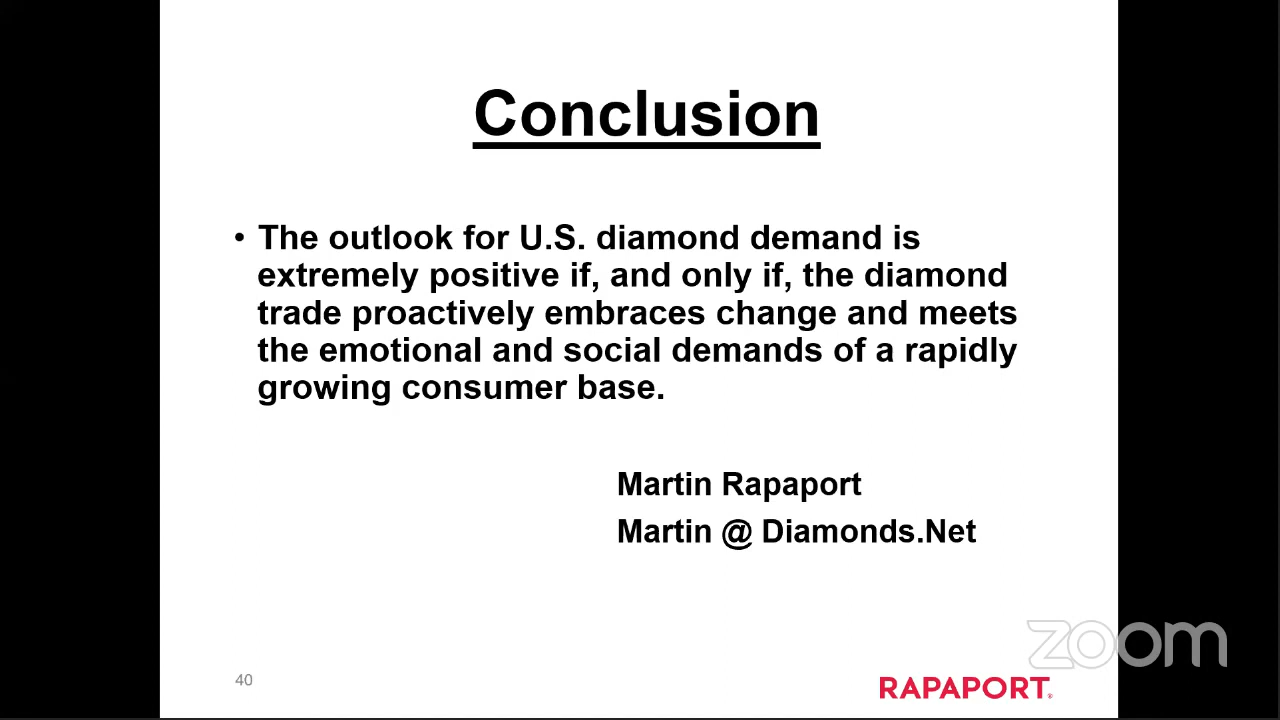 Conclusion
• The outlook for U.S. diamond demand is
extremely positive if, and only if, the diamond
trade proactively embraces change and meets
the emotional and social demands of a rapidly
growing consumer base.
Martin Rapaport
Martin @ Diamonds.Net
zoom
40
RAPAPORT®